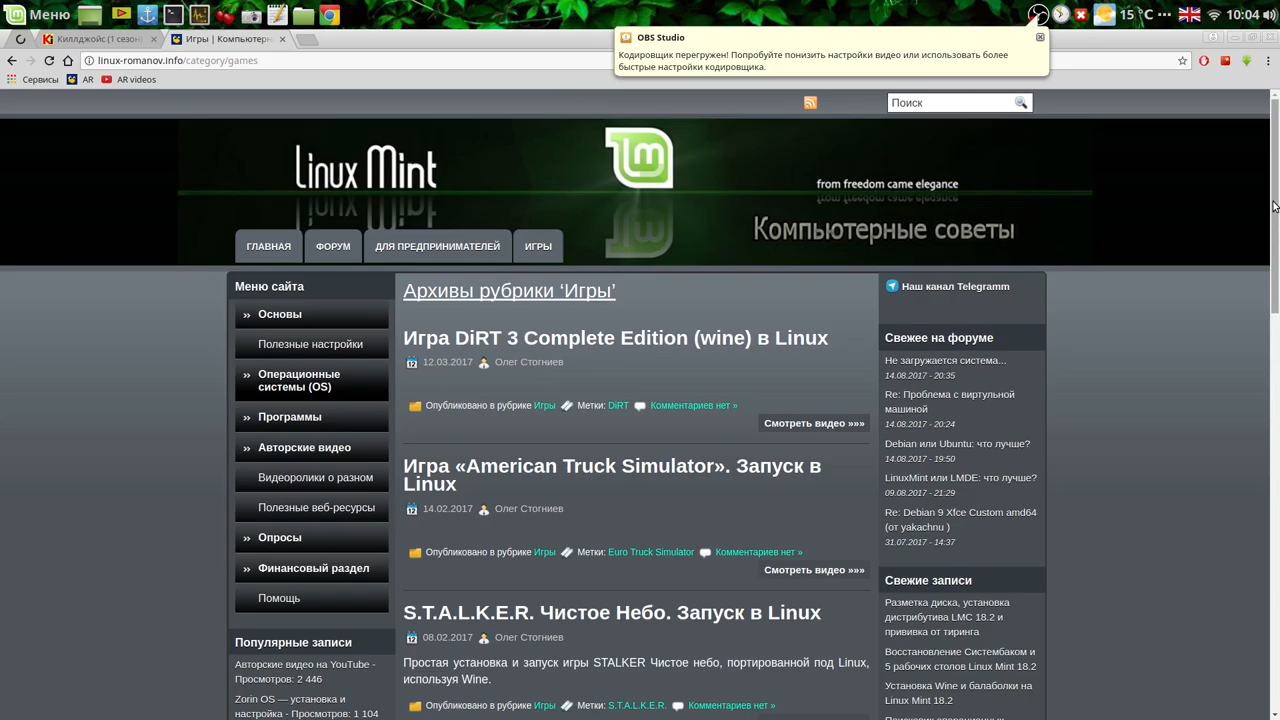 Меню
15 °C
10:04
OBS Studio
Кодировщик перегружен! Попробуйте понизить настройки видео или использовать более
быстрые настройки кодировщика.
Киллджойс (1 сезон)
Игры | Компьютерн
linux-romanov.info/category/games
Сервисы
AR
AR videos
Поиск
Linux Mint
from freedom came elegance
Компьютерные советы
ГЛАВНАЯ
ФОРУМ
ДЛЯ ПРЕДПРИНИМАТЕЛЕЙ
ИГРЫ
Меню сайта
›› Основы
Полезные настройки
›› Операционные
системы (OS)
›› Программы
›› Авторские видео
Видеоролики о разном
Полезные веб-ресурсы
›› Опросы
›› Финансовый раздел
Помощь
Популярные записи
Авторские видео на YouTube -
Просмотров: 2 446
Zorin OS — установка и
настройка - Просмотров: 1 104
Архивы рубрики ‘Игры’
Игра DiRT 3 Complete Edition (wine) в Linux
12.03.2017 Олег Стогниев
Опубликовано в рубрике Игры Метки: DiRT Комментариев нет »
Смотреть видео »»»
Игра «American Truck Simulator». Запуск в
Linux
14.02.2017 Олег Стогниев
Опубликовано в рубрике Игры Метки: Euro Truck Simulator Комментариев нет »
Смотреть видео »»»
S.T.A.L.K.E.R. Чистое Небо. Запуск в Linux
08.02.2017 Олег Стогниев
Простая установка и запуск игры STALKER Чистое небо, портированной под Linux,
используя Wine.
Опубликовано в рубрике Игры Метки: S.T.A.L.K.E.R. Комментариев нет »
Наш канал Telegramm
Свежее на форуме
Не загружается система...
14.08.2017 - 20:35
Re: Проблема с виртульной
машиной
14.08.2017 - 20:24
Debian или Ubuntu: что лучше?
14.08.2017 - 19:50
LinuxMint или LMDE: что лучше?
09.08.2017 - 21:29
Re: Debian 9 Xfce Custom amd64
(от yakachnu )
31.07.2017 - 14:37
Свежие записи
Разметка диска, установка
дистрибутива LMC 18.2 и
прививка от тиринга
Восстановление Систембаком и
5 рабочих столов Linux Mint 18.2
Установка Wine и балаболки на
Linux Mint 18.2